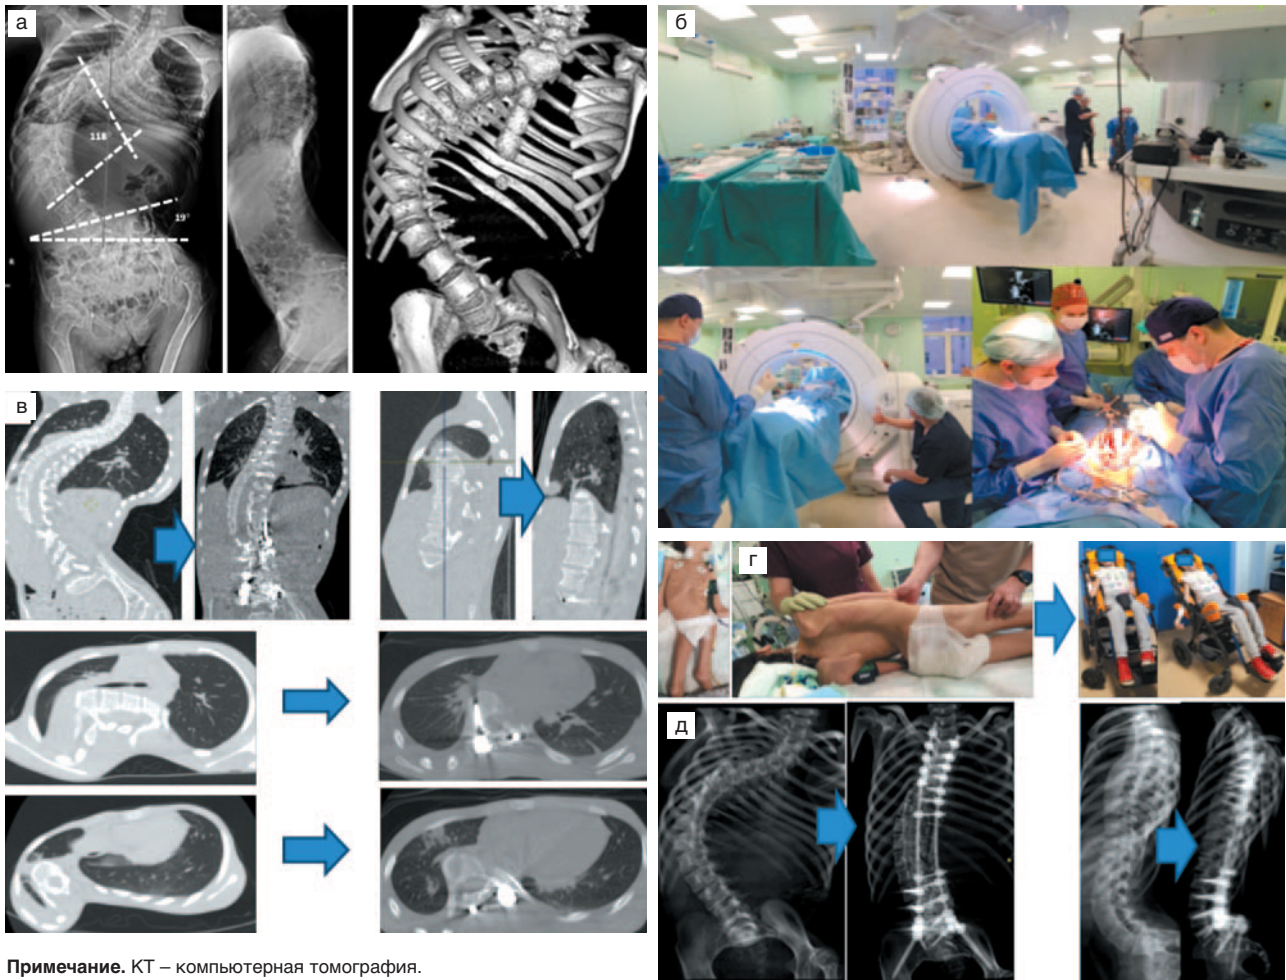 а
118
19°
б
в
г
д
Примечание. КТ – компьютерная томография.